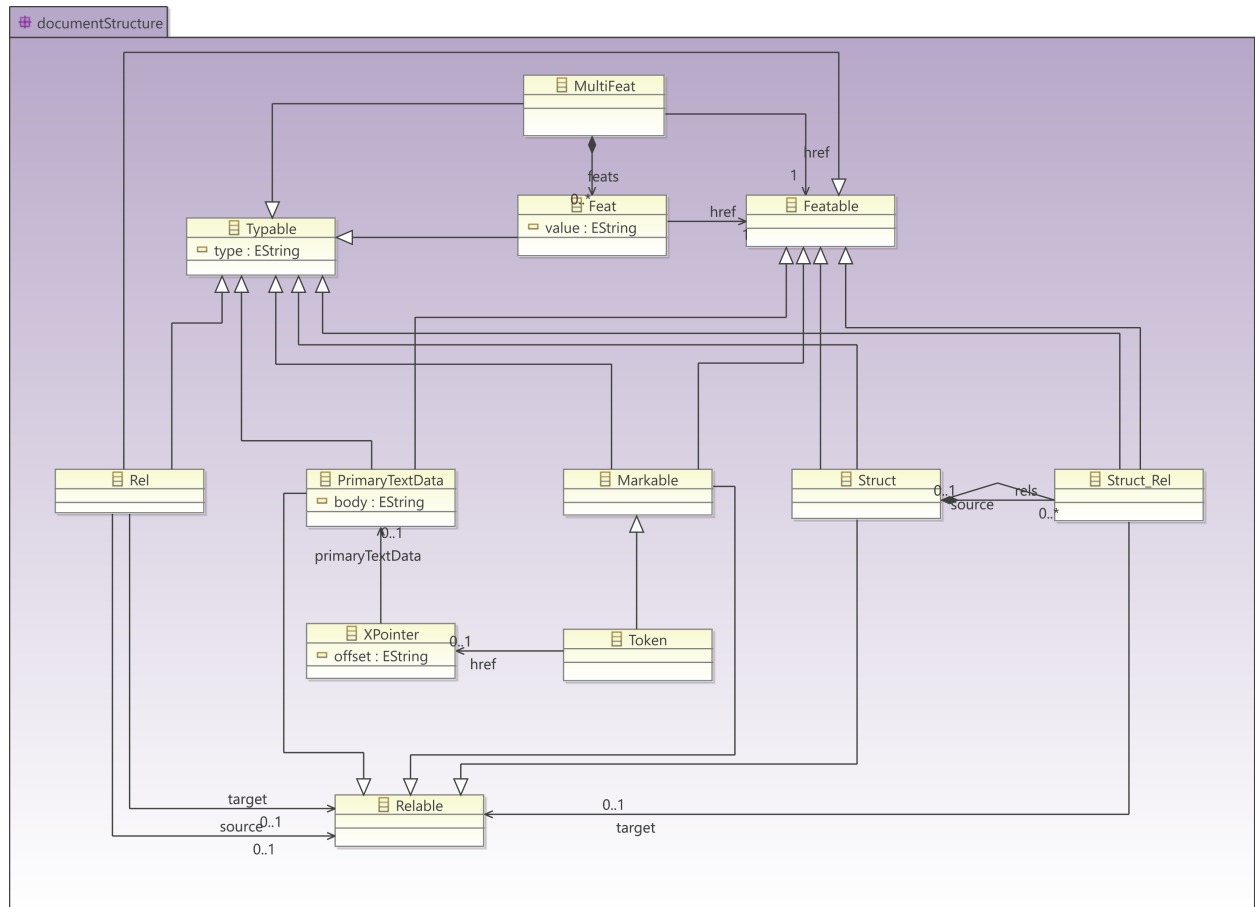 documentStructure
MultiFeat
href
1
feats
0..*
Feat
value : EString
href
1
Featable
Typable
type : EString
Rel
PrimaryTextData
body : EString
Markable
Struct
Struct_Rel
0..1
rels
source
0..*
0..1
primaryTextData
XPointer
offset : EString
0..1
href
Token
target
0..1
source
0..1
Relable
0..1
target